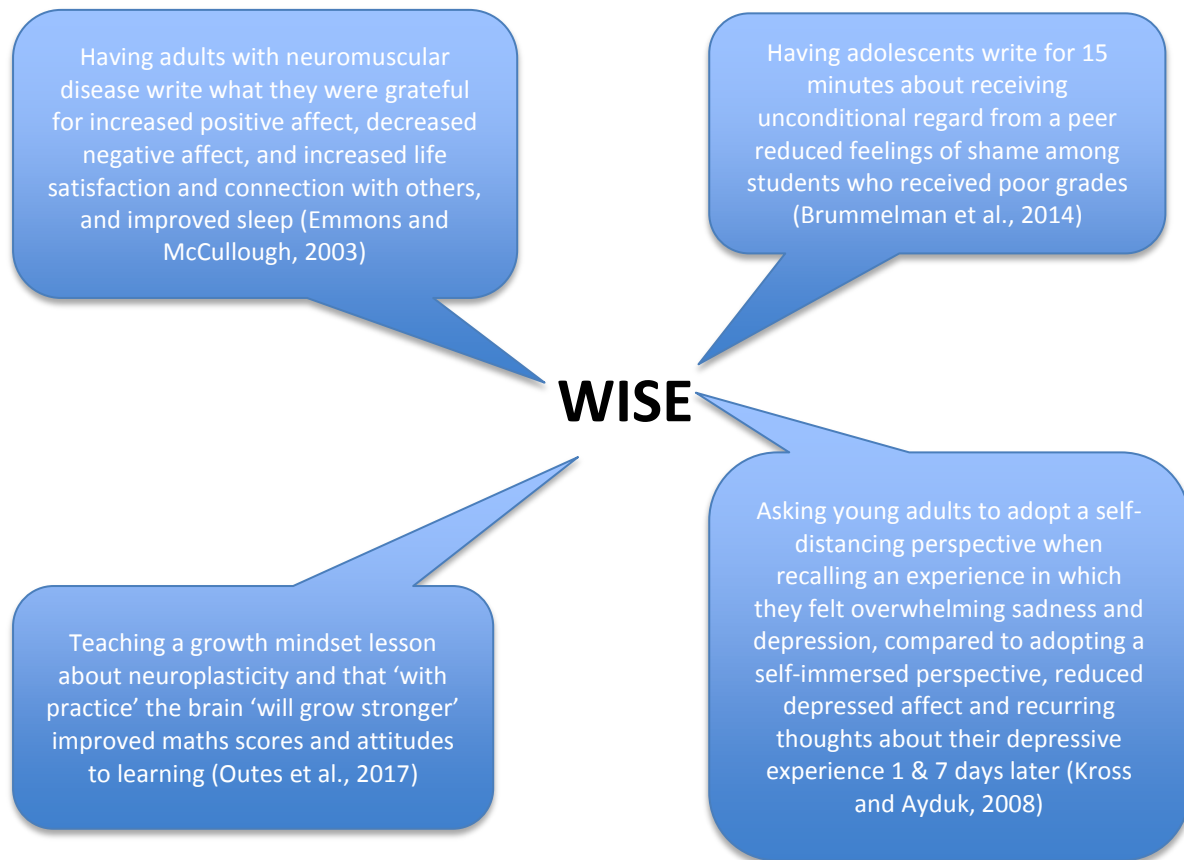 Having adults with neuromuscular
disease write what they were grateful
for increased positive affect, decreased
negative affect, and increased life
satisfaction and connection with others,
and improved sleep (Emmons and
McCullough, 2003)
Having adolescents write for 15
minutes about receiving
unconditional regard from a peer
reduced feelings of shame among
students who received poor grades
(Brummelman et al., 2014)
WISE
Teaching a growth mindset lesson
about neuroplasticity and that ‘with
practice’ the brain ‘will grow stronger’
improved maths scores and attitudes
to learning (Outes et al., 2017)
Asking young adults to adopt a self-
distancing perspective when
recalling an experience in which
they felt overwhelming sadness and
depression, compared to adopting a
self-immersed perspective, reduced
depressed affect and recurring
thoughts about their depressive
experience 1 & 7 days later (Kross
and Ayduk, 2008)